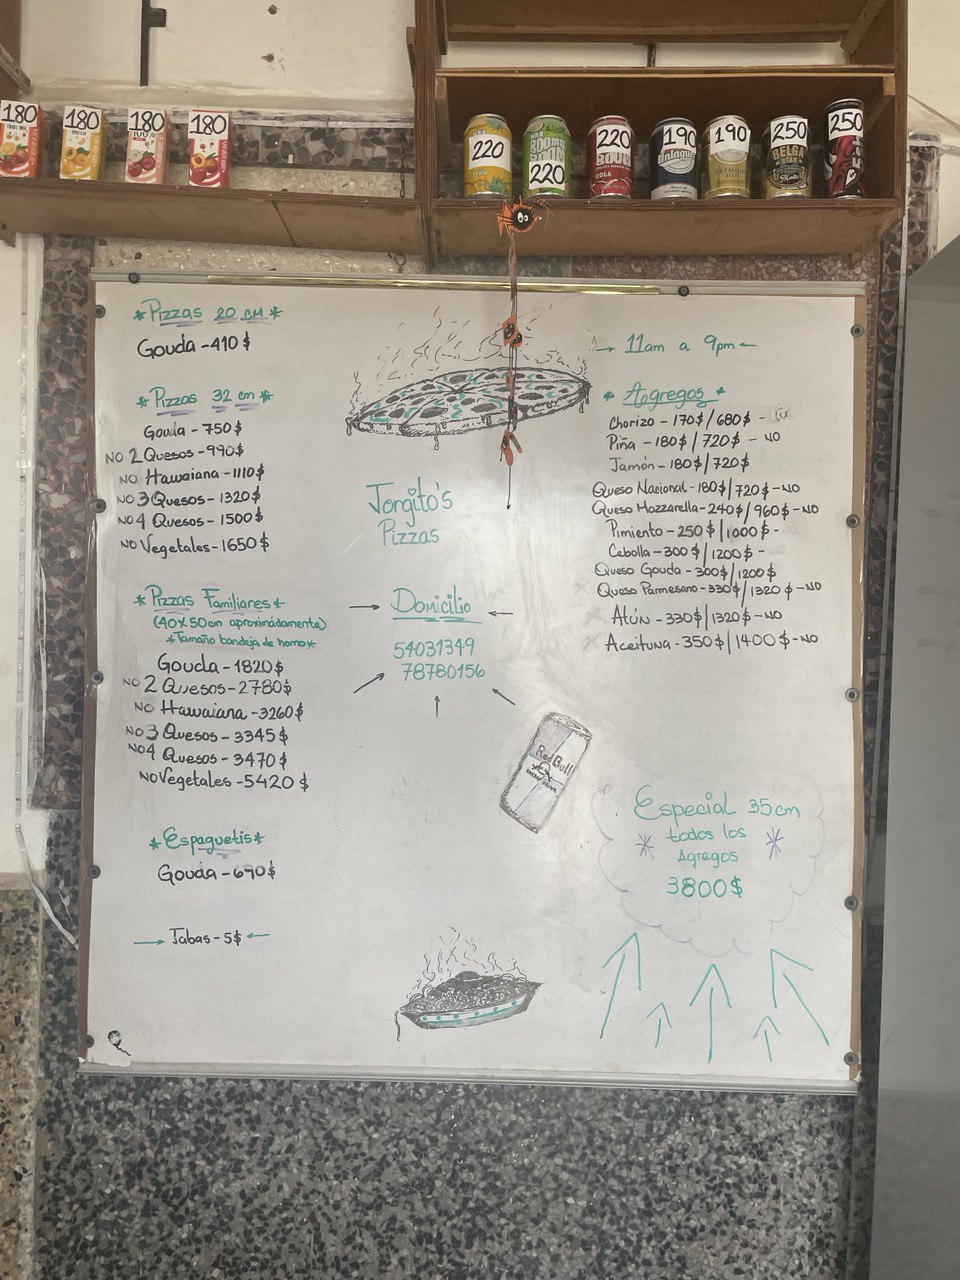 180 180 180 180
220 220 220 190 190 250 250
COLA
Unlaguer
PREMIUM
BELGA
STAR
Malta
*Pizzas 20 cm*
Gouda - 410 $
*Pizzas 32 cm*
Gouda - 750 $
NO 2 Quesos - 990 $
NO Hawaiana - 1110 $
NO 3 Quesos - 1320 $
NO 4 Quesos - 1500 $
NO Vegetales - 1650 $
*Pizzas Familiares*
(40 x 50 cm aproximadamente)
*Tamaño bandeja de horno*
Gouda - 1820 $
NO 2 Quesos - 2780 $
NO Hawaiana - 3260 $
NO 3 Quesos - 3345 $
NO 4 Quesos - 3470 $
NO Vegetales - 5420 $
*Espaguetis*
Gouda - 690 $
→ Jabas - 5 $ ←
Jorgito's
Pizzas
→ Domicilio ←
54031349
78780156
RedBull
ENERGY DRINK
→ 11am a 9pm ←
*Agregos*
Chorizo - 170 $ / 680 $ -
Piña - 180 $ / 720 $ - NO
Jamón - 180 $ / 720 $
Queso Nacional - 180 $ / 720 $ - NO
Queso Mozzarella - 240 $ / 960 $ - NO
Pimiento - 250 $ / 1000 $ -
Cebolla - 300 $ / 1200 $ -
Queso Gouda - 300 $ / 1200 $
Queso Parmesano - 330 $ / 1320 $ - NO
Atún - 330 $ / 1320 $ - NO
Aceituna - 350 $ / 1400 $ - NO
Especial 35 cm
* todos los *
Agregos
3800 $